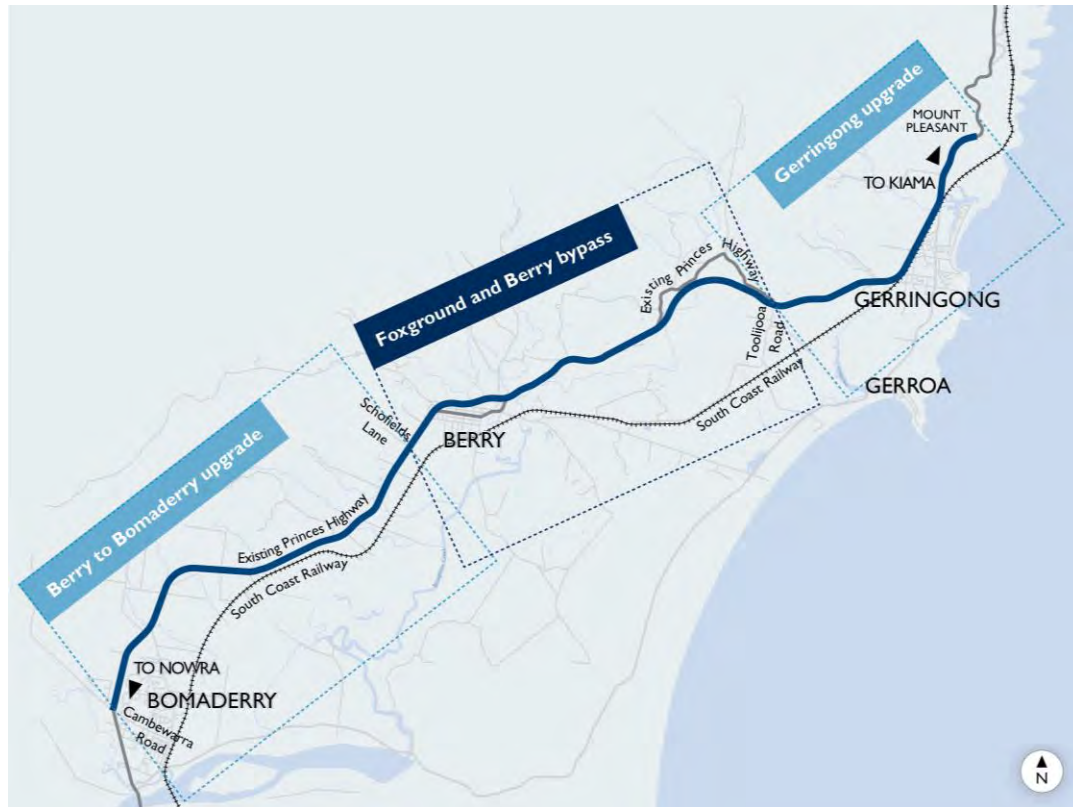 Gerringong upgrade
MOUNT
PLEASANT
TO KIAMA
Foxground and Berry bypass
Existing Princes Highway
Toolijooa
Road
GERRINGONG
South Coast Railway
GERROA
Schofields
Lane
BERRY
Berry to Bomaderry upgrade
Existing Princes Highway
South Coast Railway
TO NOWRA
BOMADERRY
Cambewarra
Road
N